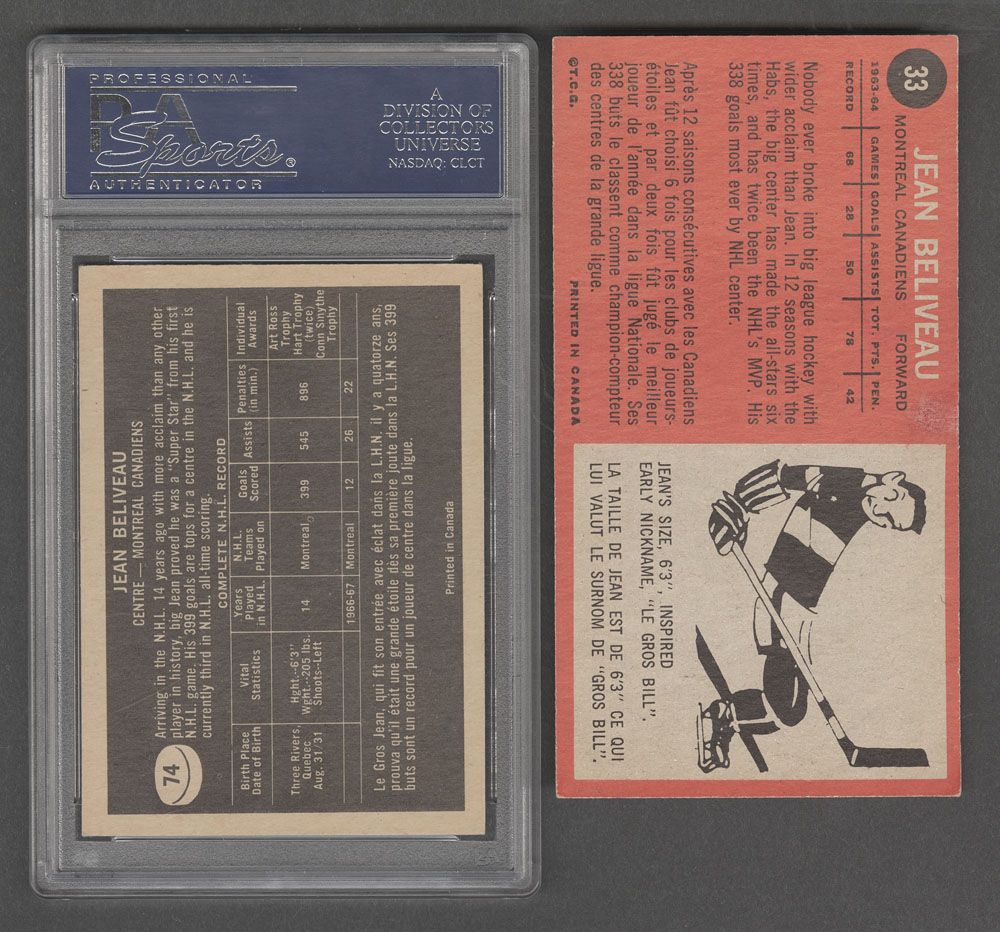 PROFESSIONAL
PSA
Sports®
AUTHENTICATOR
A
DIVISION OF
COLLECTORS
UNIVERSE
NASDAQ: CLCT
74
JEAN BELIVEAU
CENTRE — MONTREAL CANADIENS
Arriving in the N.H.L. 14 years ago with more acclaim than any other
player in history, big Jean proved he was a "Super Star" from his first
N.H.L. game. His 399 goals are tops for a centre in the N.H.L. and he is
currently third in N.H.L. all-time scoring.
COMPLETE N.H.L. RECORD
Birth Place Date of Birth | Vital Statistics | Years Played in N.H.L. | N.H.L. Teams Played on | Goals Scored | Assists | Penalties (in min.) | Individual Awards
Three Rivers Quebec Aug. 31/31 | Hght.--6'3" Wght.--205 lbs. Shoots--Left | 14 | Montreal | 399 | 545 | 896 | Art Ross Trophy Hart Trophy (twice) Conn Smythe Trophy
1966-67 | Montreal | 12 | 26 | 22
Le Gros Jean, qui fit son entrée avec éclat dans la L.H.N. il y a quatorze ans,
prouva qu'il était une grande étoile dès sa première joute dans la L.H.N. Ses 399
buts sont un record pour un joueur de centre dans la ligue.
Printed in Canada
33
JEAN BELIVEAU
MONTREAL CANADIENS FORWARD
1963-64 | GAMES | GOALS | ASSISTS | TOT. PTS. | PEN.
RECORD | 68 | 28 | 50 | 78 | 42
Nobody ever broke into big league hockey with
wider acclaim than Jean. In 12 seasons with the
Habs, the big center has made the all-stars six
times, and has twice been the NHL's MVP. His
338 goals most ever by NHL center.
Après 12 saisons consécutives avec les Canadiens
Jean fût choisi 6 fois pour les clubs de joueurs-
étoiles et par deux fois fût jugé le meilleur
joueur de l'année dans la ligue Nationale. Ses
338 buts le classent comme champion-compteur
des centres de la grande ligue.
©T.C.G. PRINTED IN CANADA
JEAN'S SIZE, 6'3", INSPIRED
EARLY NICKNAME, "LE GROS BILL".
LA TAILLE DE JEAN EST DE 6'3" CE QUI
LUI VALUT LE SURNOM DE "GROS BILL".